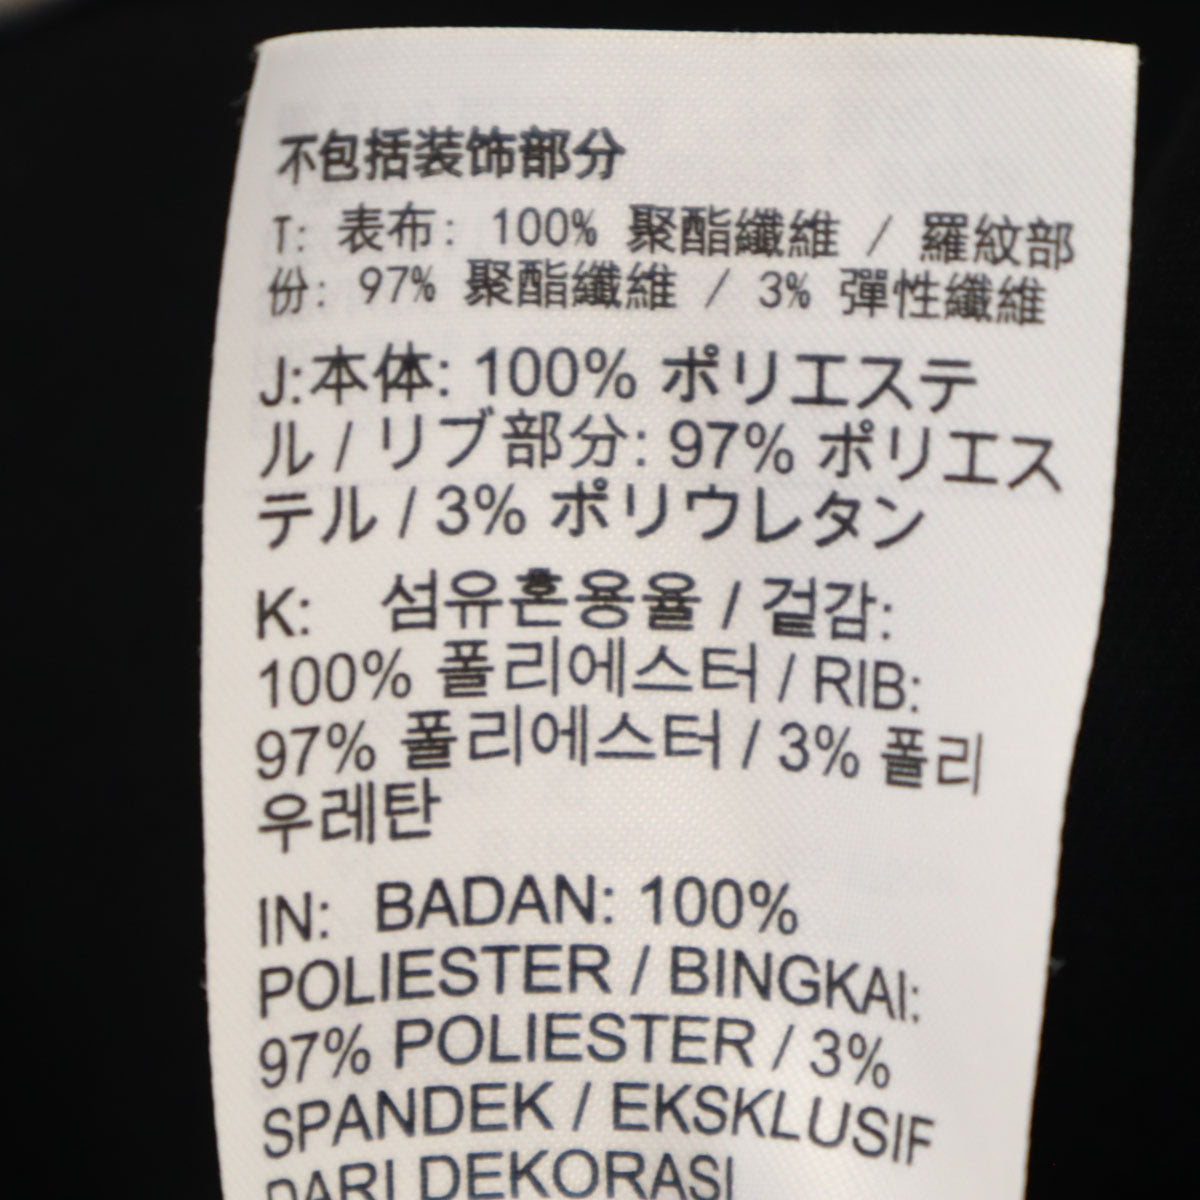 不包括装饰部分
T: 表布: 100% 聚酯纖維 / 羅紋部
份: 97% 聚酯纖維 / 3% 彈性纖維
J:本体: 100% ポリエステ
ル / リブ部分: 97% ポリエス
テル / 3% ポリウレタン
K: 섬유혼용율 / 겉감:
100% 폴리에스터 / RIB:
97% 폴리에스터 / 3% 폴리
우레탄
IN: BADAN: 100%
POLIESTER / BINGKAI:
97% POLIESTER / 3%
SPANDEK / EKSKLUSIF
DARI DEKORASI